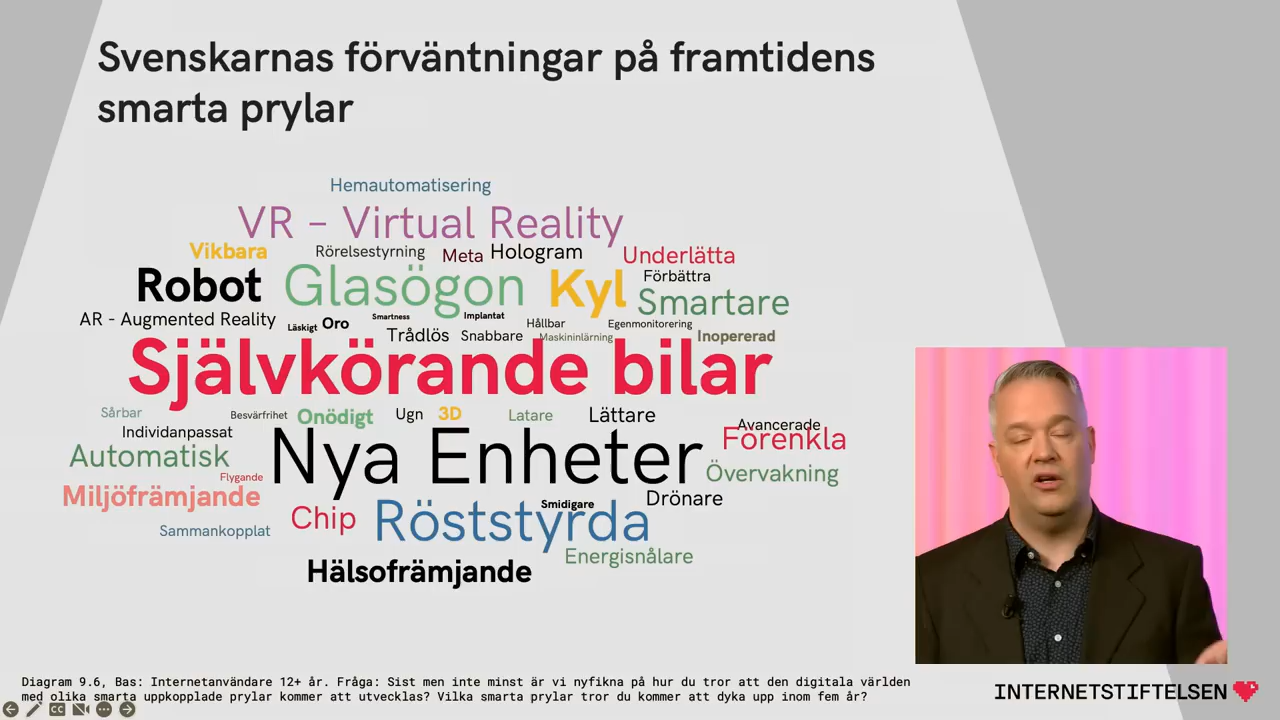 Svenskarnas förväntningar på framtidens
smarta prylar
Hemautomatisering
VR – Virtual Reality
Vikbara Rörelsestyrning Meta Hologram Underlätta
Robot Glasögon Kyl Förbättra
Smartare
AR - Augmented Reality Läskigt Oro Smartness Implantat Hållbar Egenmonitorering
Trådlös Snabbare Maskininlärning Inopererad
Självkörande bilar
Sårbar Besvärfrihet Onödigt Ugn 3D Latare Lättare
Individanpassat Avancerade
Automatisk Nya Enheter Förenkla
Flygande Övervakning
Miljöfrämjande Smidigare Drönare
Sammankopplat Chip Röststyrda
Energisnålare
Hälsofrämjande
Diagram 9.6, Bas: Internetanvändare 12+ år. Fråga: Sist men inte minst är vi nyfikna på hur du tror att den digitala världen
med olika smarta uppkopplade prylar kommer att utvecklas? Vilka smarta prylar tror du kommer att dyka upp inom fem år?
CC
INTERNETSTIFTELSEN